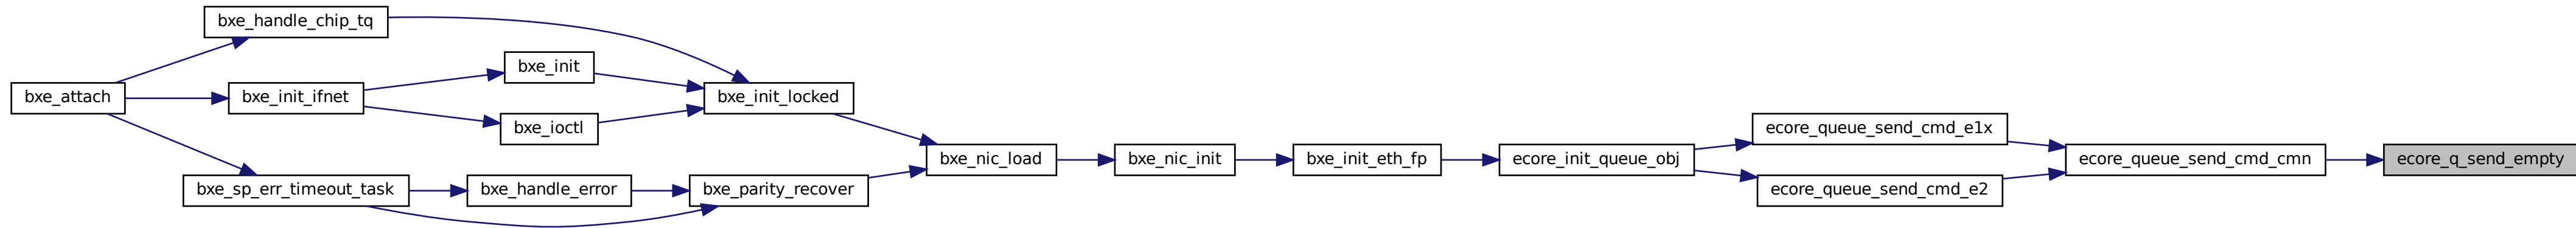 bxe_handle_chip_tq
bxe_init
bxe_attach
bxe_init_ifnet
bxe_init_locked
bxe_ioctl
ecore_queue_send_cmd_e1x
bxe_nic_load
bxe_nic_init
bxe_init_eth_fp
ecore_init_queue_obj
ecore_queue_send_cmd_cmn
ecore_q_send_empty
bxe_sp_err_timeout_task
bxe_handle_error
bxe_parity_recover
ecore_queue_send_cmd_e2